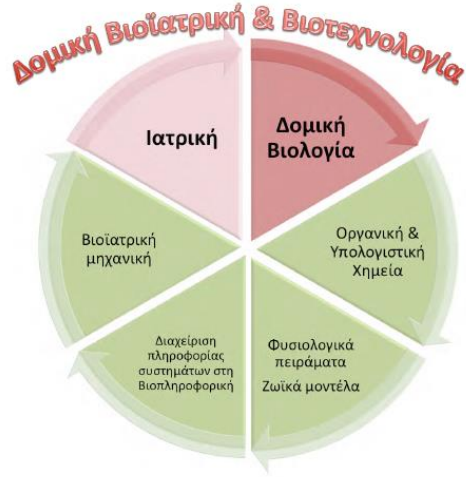 Δομική Βιοϊατρική & Βιοτεχνολογία
Ιατρική
Δομική
Βιολογία
Οργανική &
Υπολογιστική
Χημεία
Φυσιολογικά
πειράματα
Ζωϊκά μοντέλα
Διαχείριση
πληροφορίας
συστημάτων στη
Βιοπληροφορική
Βιοϊατρική
μηχανική